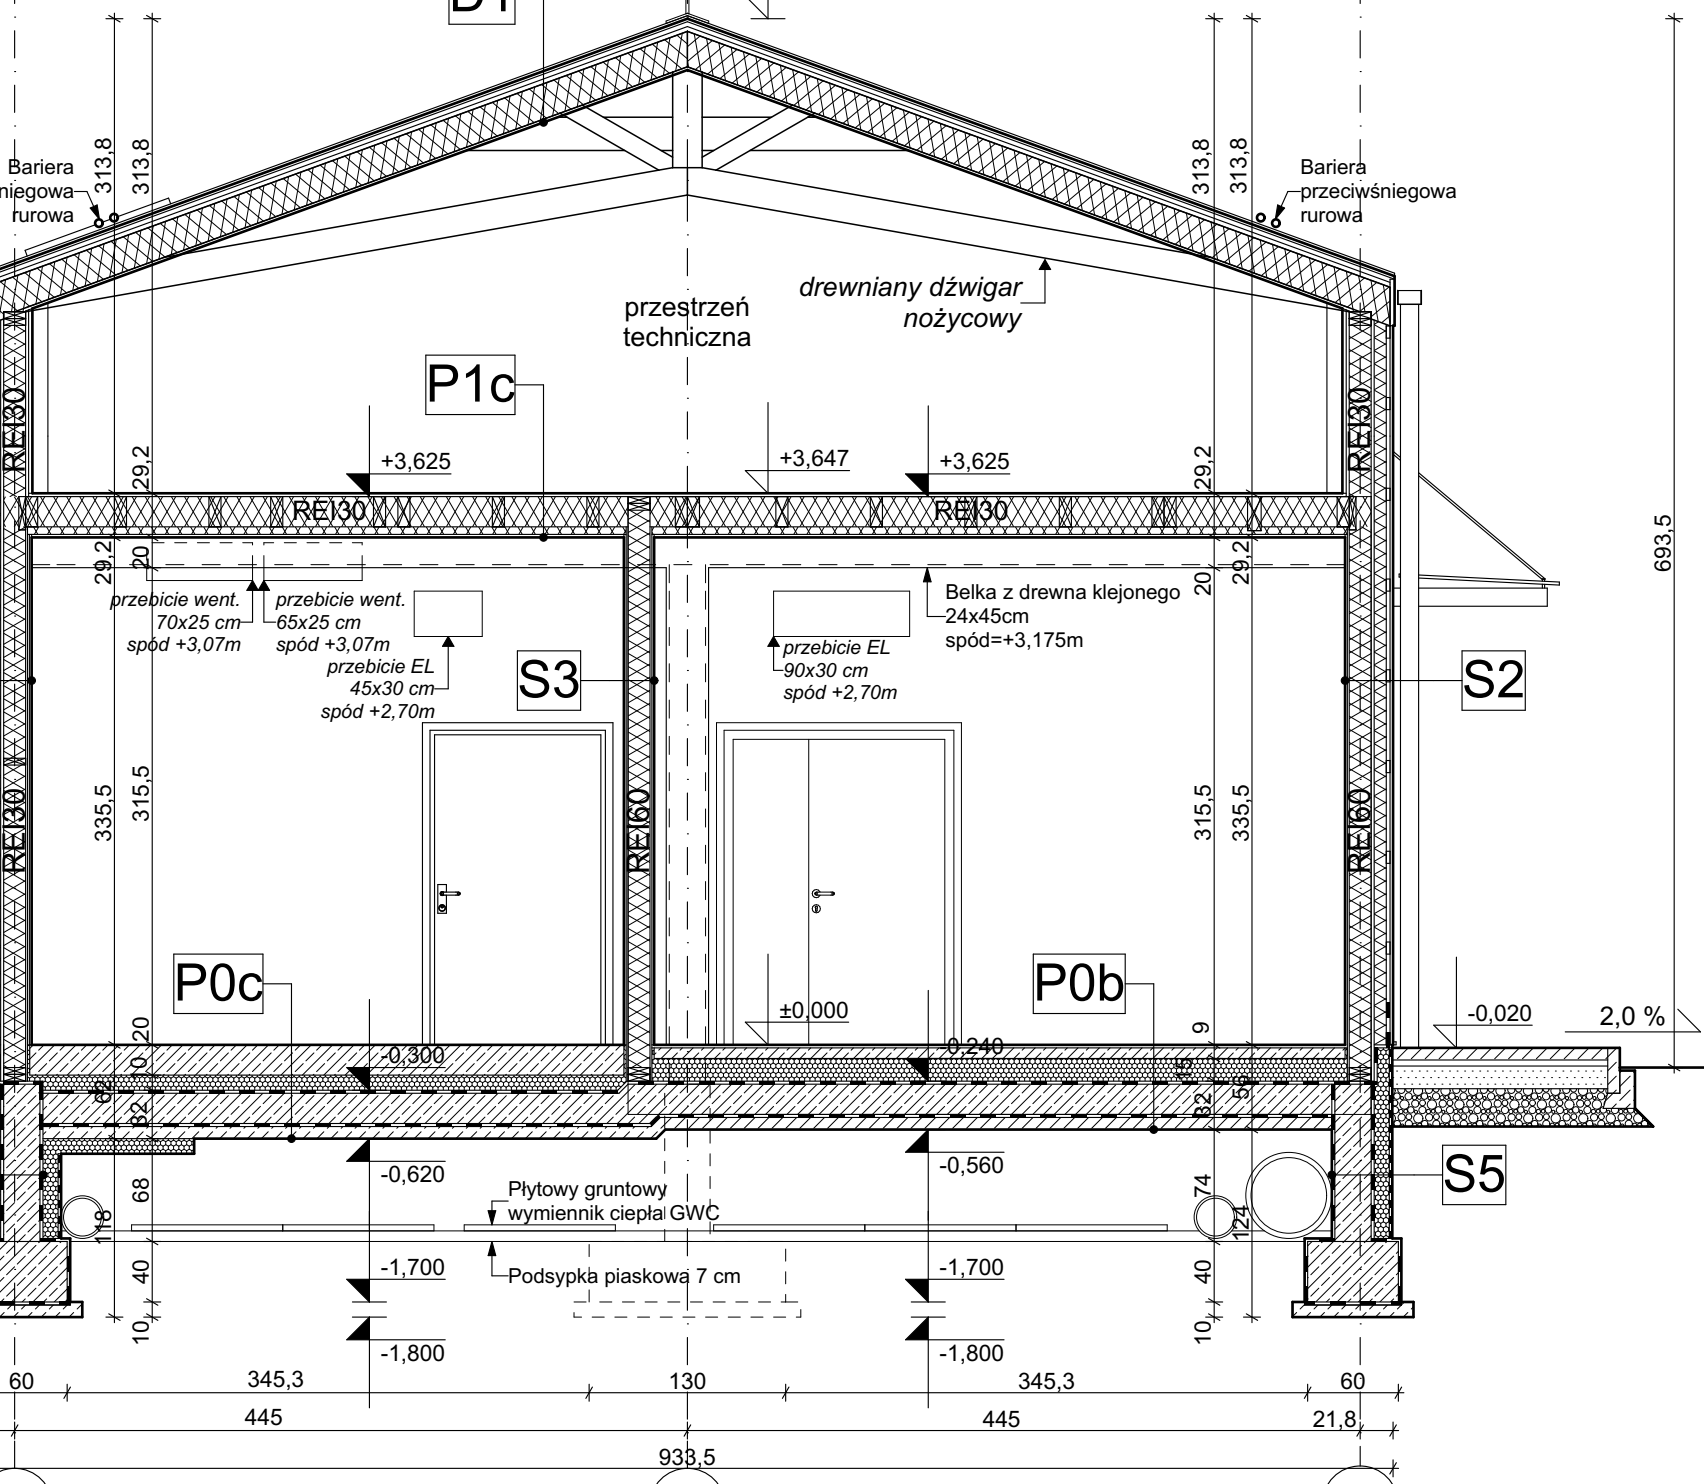 313,8
313,8
313,8
313,8
Bariera
niegowa
rurowa
Bariera
przeciwśniegowa
rurowa
drewniany dźwigar
nożycowy
przestrzeń
techniczna
P1c
REI30
REI30
29,2
29,2
+3,625
+3,647
+3,625
REI30
REI30
693,5
29,2
20
20
29,2
przebicie went.
70x25 cm
spód +3,07m
przebicie went.
65x25 cm
spód +3,07m
przebicie EL
45x30 cm
spód +2,70m
przebicie EL
90x30 cm
spód +2,70m
Belka z drewna klejonego
24x45cm
spód=+3,175m
S3
S2
REI30
335,5
315,5
REI60
315,5
335,5
REI60
P0c
P0b
±0,000
-0,020
2,0 %
20
10
62
32
-0,300
-0,240
9
15
56
32
-0,620
-0,560
S5
68
118
74
124
Płytowy gruntowy
wymiennik ciepła GWC
Podsypka piaskowa 7 cm
-1,700
-1,700
40
40
10
10
-1,800
-1,800
60
345,3
130
345,3
60
445
445
21,8
933,5